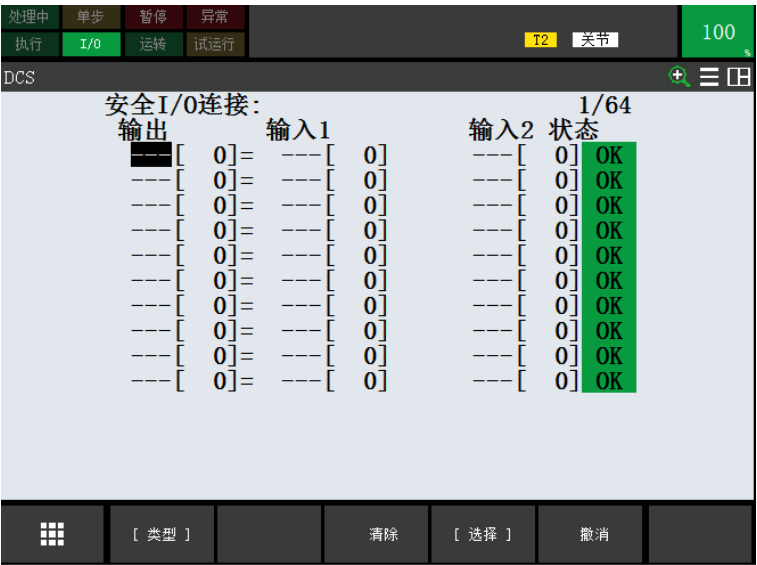 处理中 单步 暂停 异常
执行 I/O 运转 试运行 T2 关节 100 %
DCS
安全I/O连接: 1/64
输出 输入1 输入2 状态
---[ 0]= ---[ 0] ---[ 0] OK
---[ 0]= ---[ 0] ---[ 0] OK
---[ 0]= ---[ 0] ---[ 0] OK
---[ 0]= ---[ 0] ---[ 0] OK
---[ 0]= ---[ 0] ---[ 0] OK
---[ 0]= ---[ 0] ---[ 0] OK
---[ 0]= ---[ 0] ---[ 0] OK
---[ 0]= ---[ 0] ---[ 0] OK
---[ 0]= ---[ 0] ---[ 0] OK
---[ 0]= ---[ 0] ---[ 0] OK
[ 类型 ] 清除 [ 选择 ] 撤消